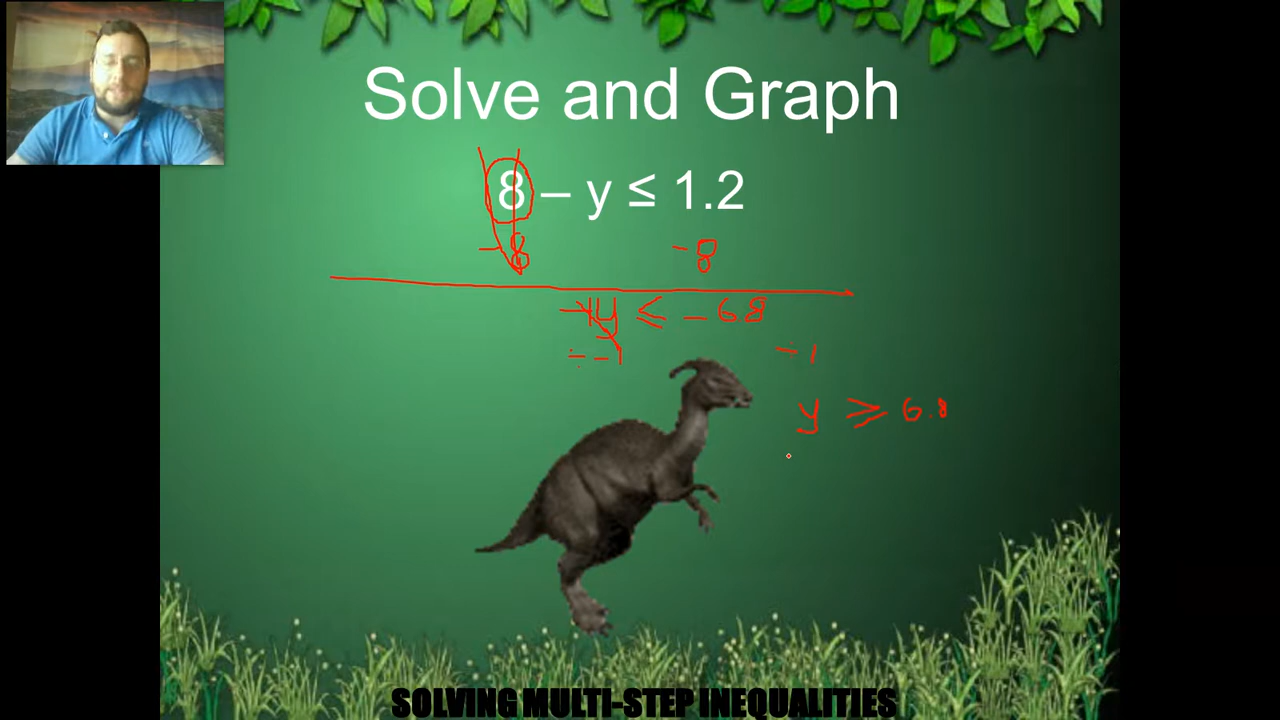 Solve and Graph
8 – y ≤ 1.2
-8 -8
-1y ≤ -6.8
÷-1 ÷1
y ≥ 6.8
SOLVING MULTI-STEP INEQUALITIES